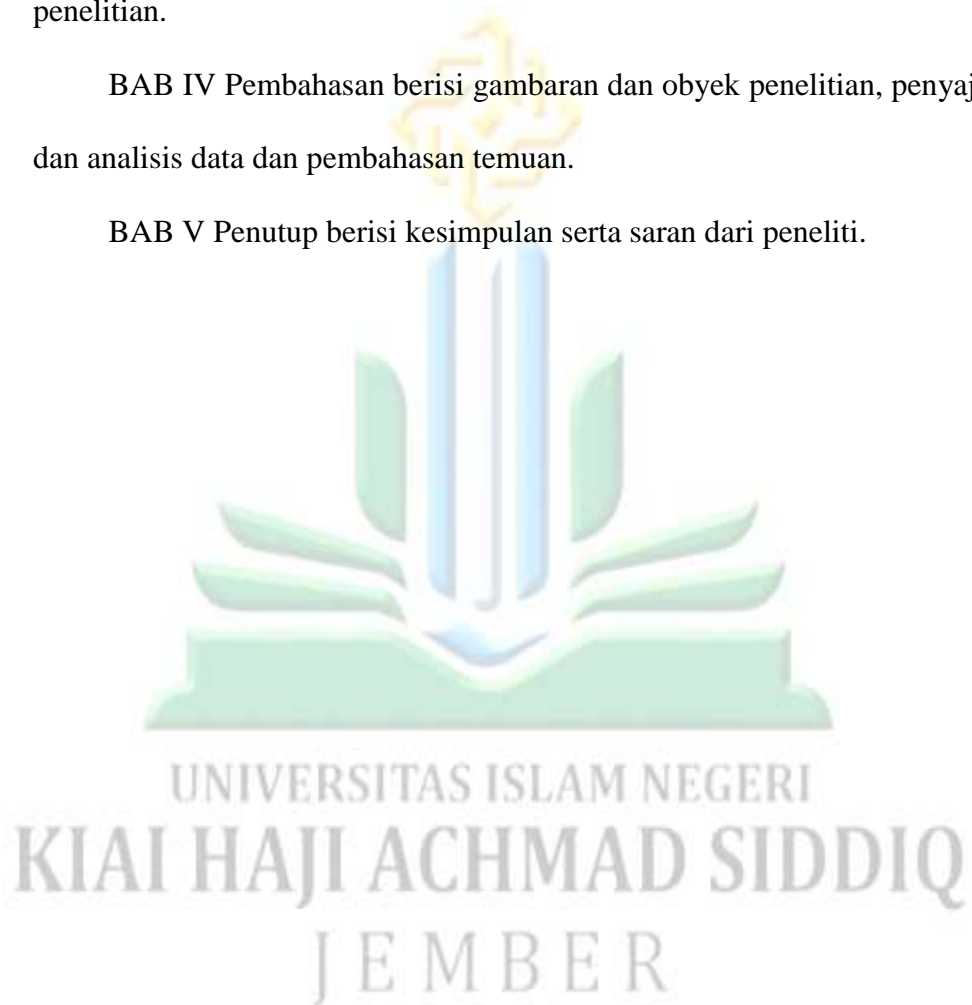 penelitian.
BAB IV Pembahasan berisi gambaran dan obyek penelitian, penyaj
dan analisis data dan pembahasan temuan.
BAB V Penutup berisi kesimpulan serta saran dari peneliti.
UNIVERSITAS ISLAM NEGERI
KIAI HAJI ACHMAD SIDDIQ
JEMBER